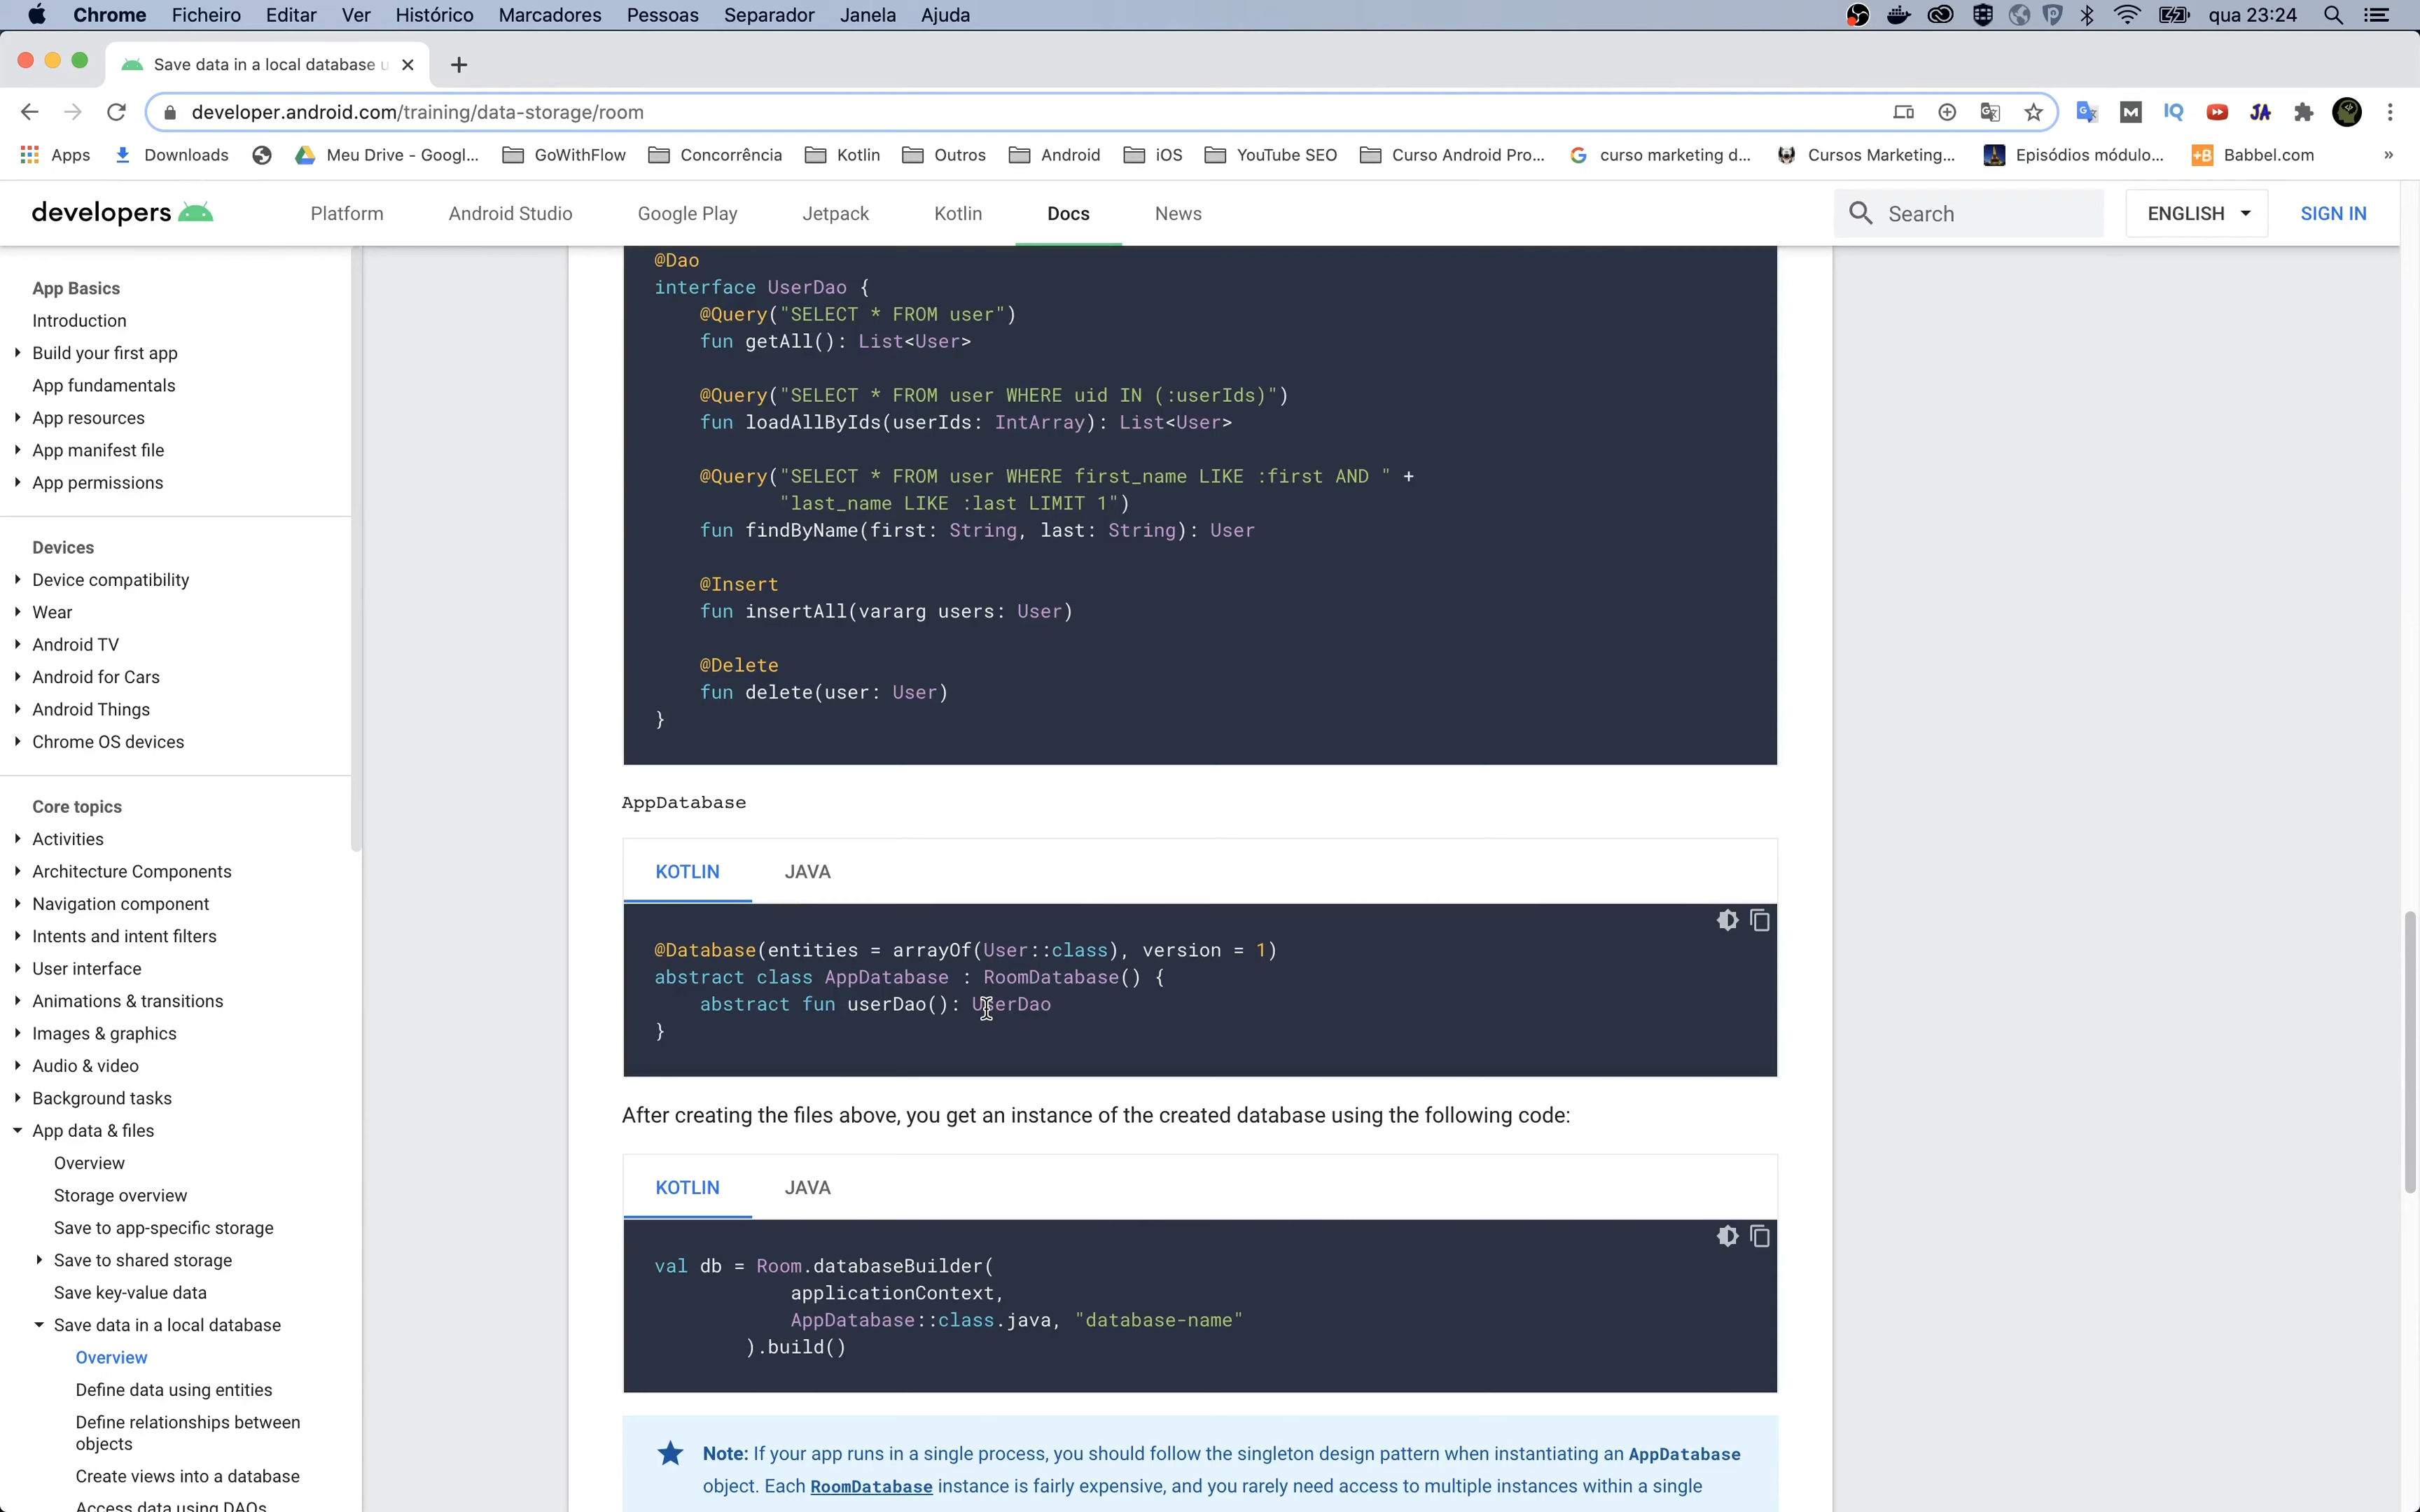 Chrome Ficheiro Editar Ver Histórico Marcadores Pessoas Separador Janela Ajuda qua 23:24
Save data in a local database u
developer.android.com/training/data-storage/room
Apps Downloads Meu Drive - Googl... GoWithFlow Concorrência Kotlin Outros Android iOS YouTube SEO Curso Android Pro... curso marketing d... Cursos Marketing... Episódios módulo... +B Babbel.com »
developers Platform Android Studio Google Play Jetpack Kotlin Docs News Search ENGLISH SIGN IN
App Basics
Introduction
Build your first app
App fundamentals
App resources
App manifest file
App permissions
Devices
Device compatibility
Wear
Android TV
Android for Cars
Android Things
Chrome OS devices
Core topics
Activities
Architecture Components
Navigation component
Intents and intent filters
User interface
Animations & transitions
Images & graphics
Audio & video
Background tasks
App data & files
Overview
Storage overview
Save to app-specific storage
Save to shared storage
Save key-value data
Save data in a local database
Overview
Define data using entities
Define relationships between
objects
Create views into a database
Access data using DAOs
@Dao
interface UserDao {
@Query("SELECT * FROM user")
fun getAll(): List<User>
@Query("SELECT * FROM user WHERE uid IN (:userIds)")
fun loadAllByIds(userIds: IntArray): List<User>
@Query("SELECT * FROM user WHERE first_name LIKE :first AND " +
"last_name LIKE :last LIMIT 1")
fun findByName(first: String, last: String): User
@Insert
fun insertAll(vararg users: User)
@Delete
fun delete(user: User)
}
AppDatabase
KOTLIN JAVA
@Database(entities = arrayOf(User::class), version = 1)
abstract class AppDatabase : RoomDatabase() {
abstract fun userDao(): UserDao
}
After creating the files above, you get an instance of the created database using the following code:
KOTLIN JAVA
val db = Room.databaseBuilder(
applicationContext,
AppDatabase::class.java, "database-name"
).build()
Note: If your app runs in a single process, you should follow the singleton design pattern when instantiating an AppDatabase
object. Each RoomDatabase instance is fairly expensive, and you rarely need access to multiple instances within a single